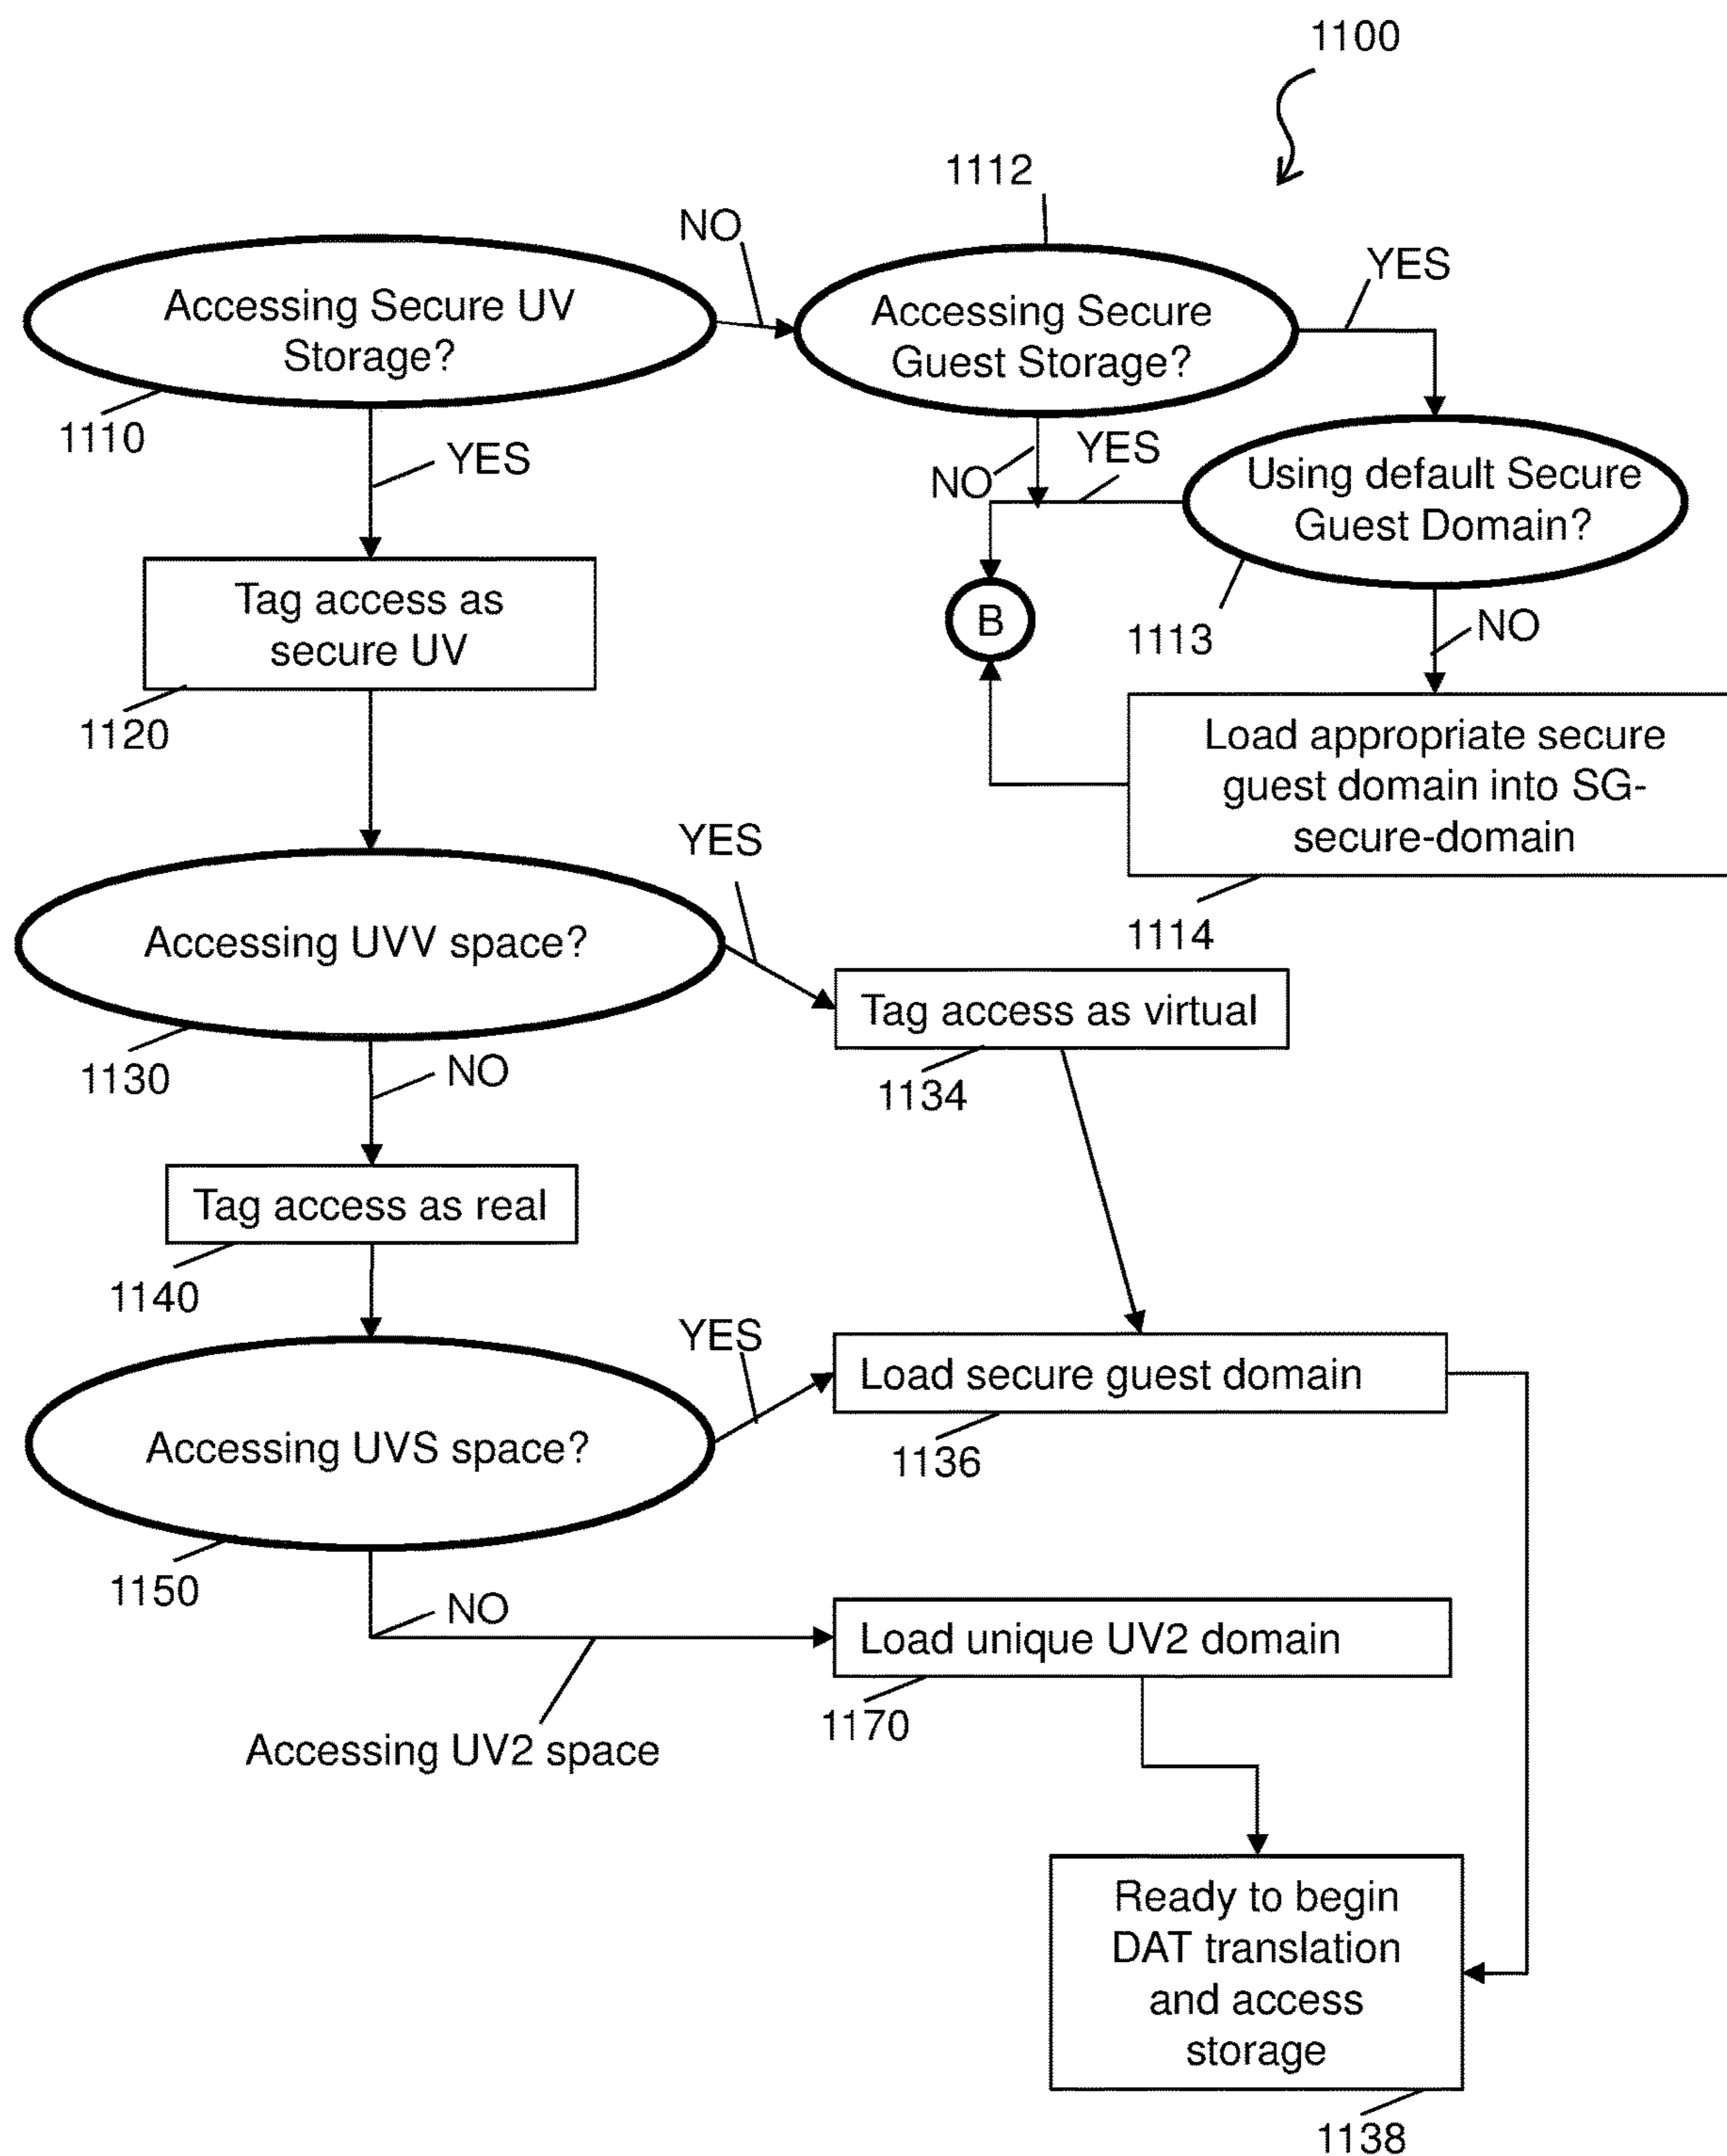 1100
1112
NO
YES
Accessing Secure UV
Storage?
Accessing Secure
Guest Storage?
1110
YES
NO
YES
Using default Secure
Guest Domain?
Tag access as
secure UV
B
1113
NO
1120
Load appropriate secure
guest domain into SG-
secure-domain
YES
1114
Accessing UVV space?
Tag access as virtual
1130
NO
1134
Tag access as real
1140
YES
Load secure guest domain
Accessing UVS space?
1136
1150
NO
Load unique UV2 domain
1170
Accessing UV2 space
Ready to begin
DAT translation
and access
storage
1138